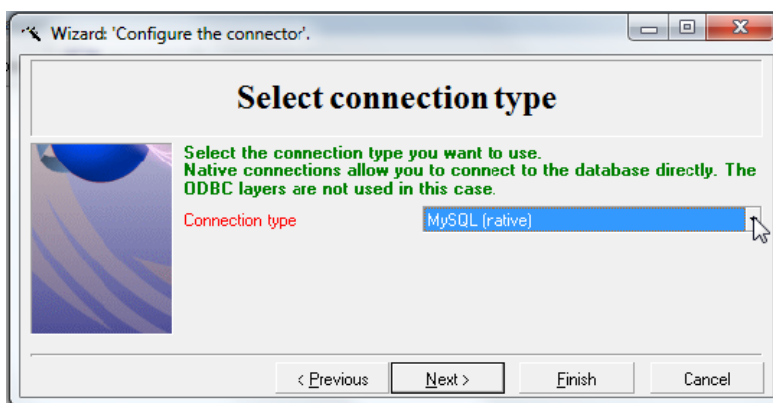 Wizard: 'Configure the connector'.
Select connection type
Select the connection type you want to use.
Native connections allow you to connect to the database directly. The
ODBC layers are not used in this case.
Connection type
MySQL (native)
< Previous
Next >
Finish
Cancel